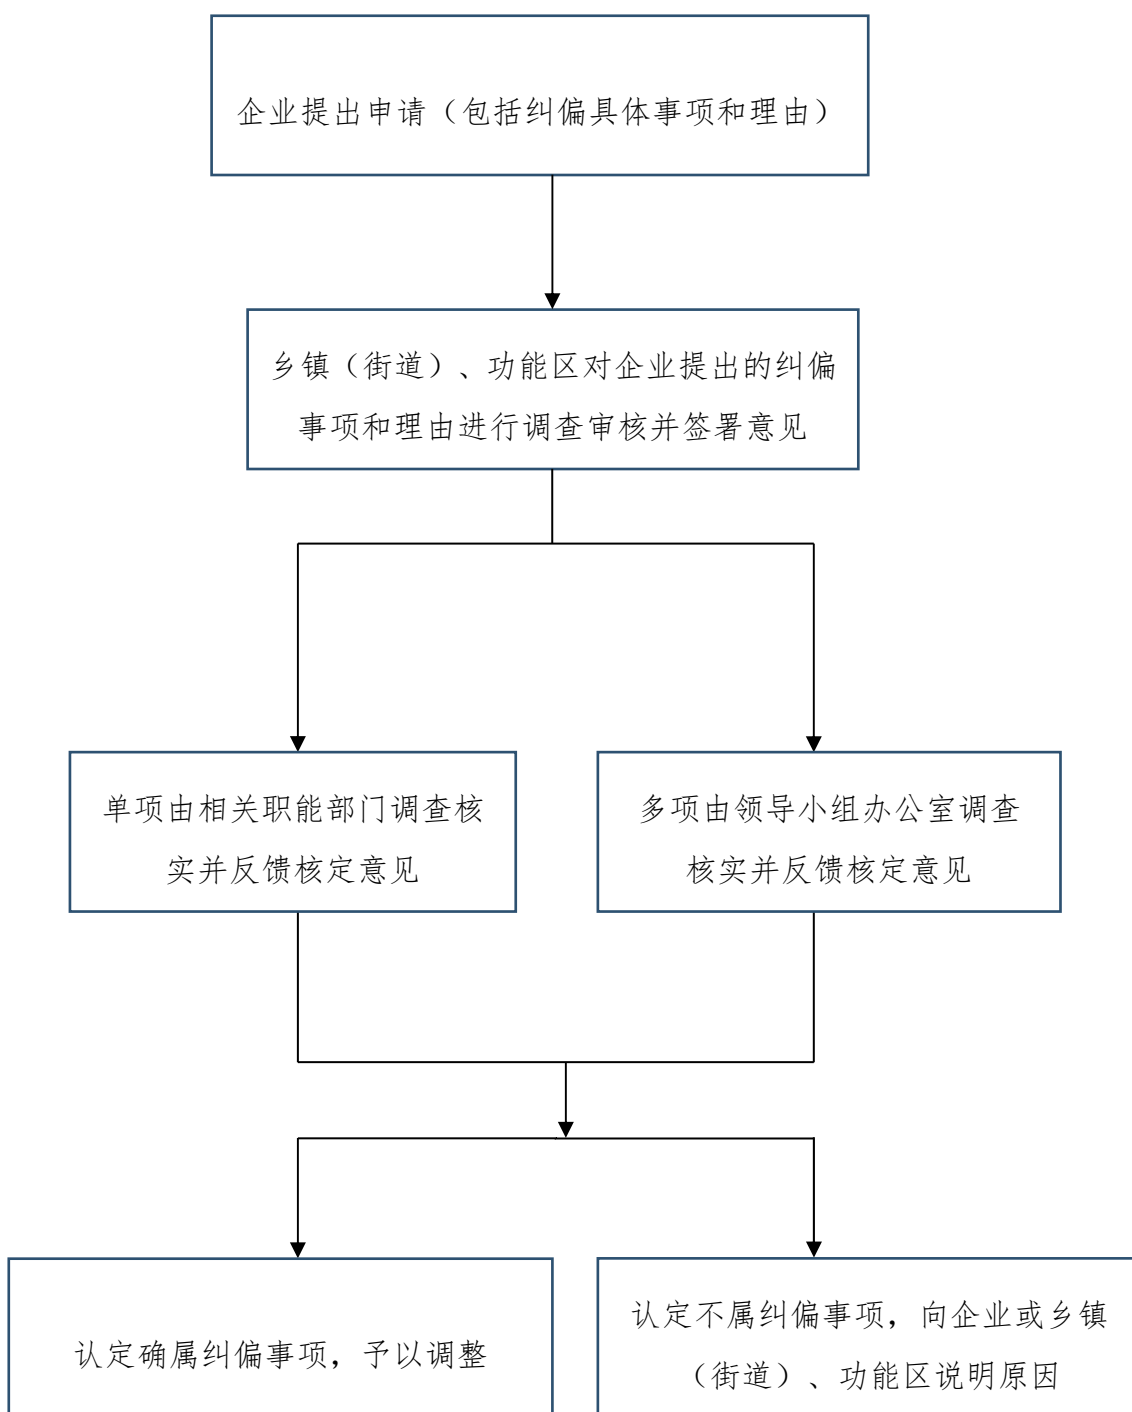 企业提出申请（包括纠偏具体事项和理由）
乡镇（街道）、功能区对企业提出的纠偏
事项和理由进行调查审核并签署意见
单项由相关职能部门调查核
实并反馈核定意见
多项由领导小组办公室调查
核实并反馈核定意见
认定确属纠偏事项，予以调整
认定不属纠偏事项，向企业或乡镇
（街道）、功能区说明原因